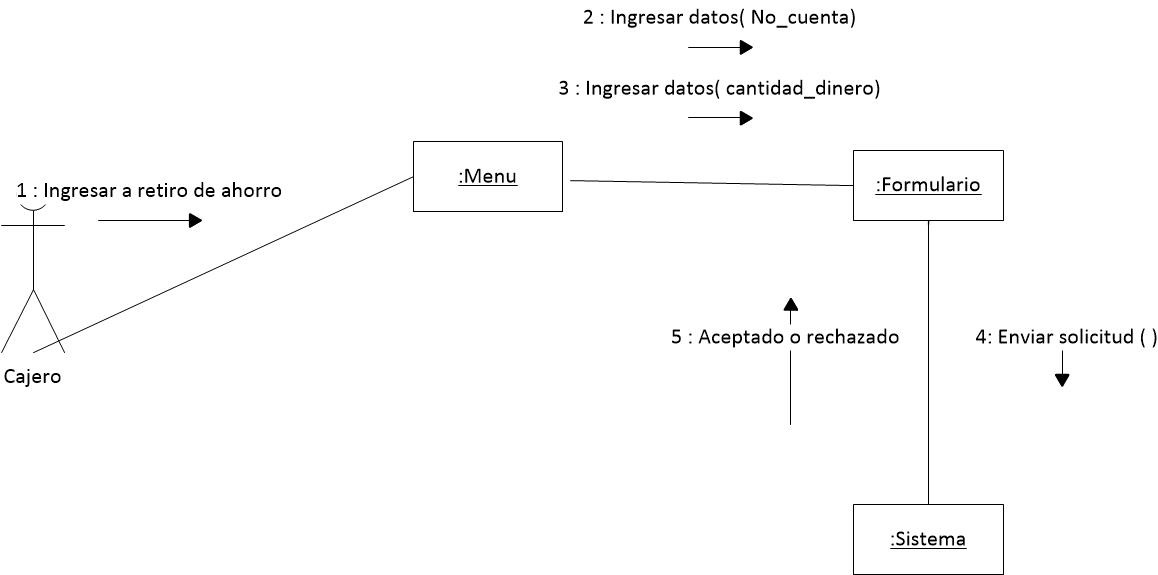 2 : Ingresar datos( No_cuenta)
3 : Ingresar datos( cantidad_dinero)
1 : Ingresar a retiro de ahorro
:Menu
:Formulario
5 : Aceptado o rechazado
4: Enviar solicitud ( )
Cajero
:Sistema